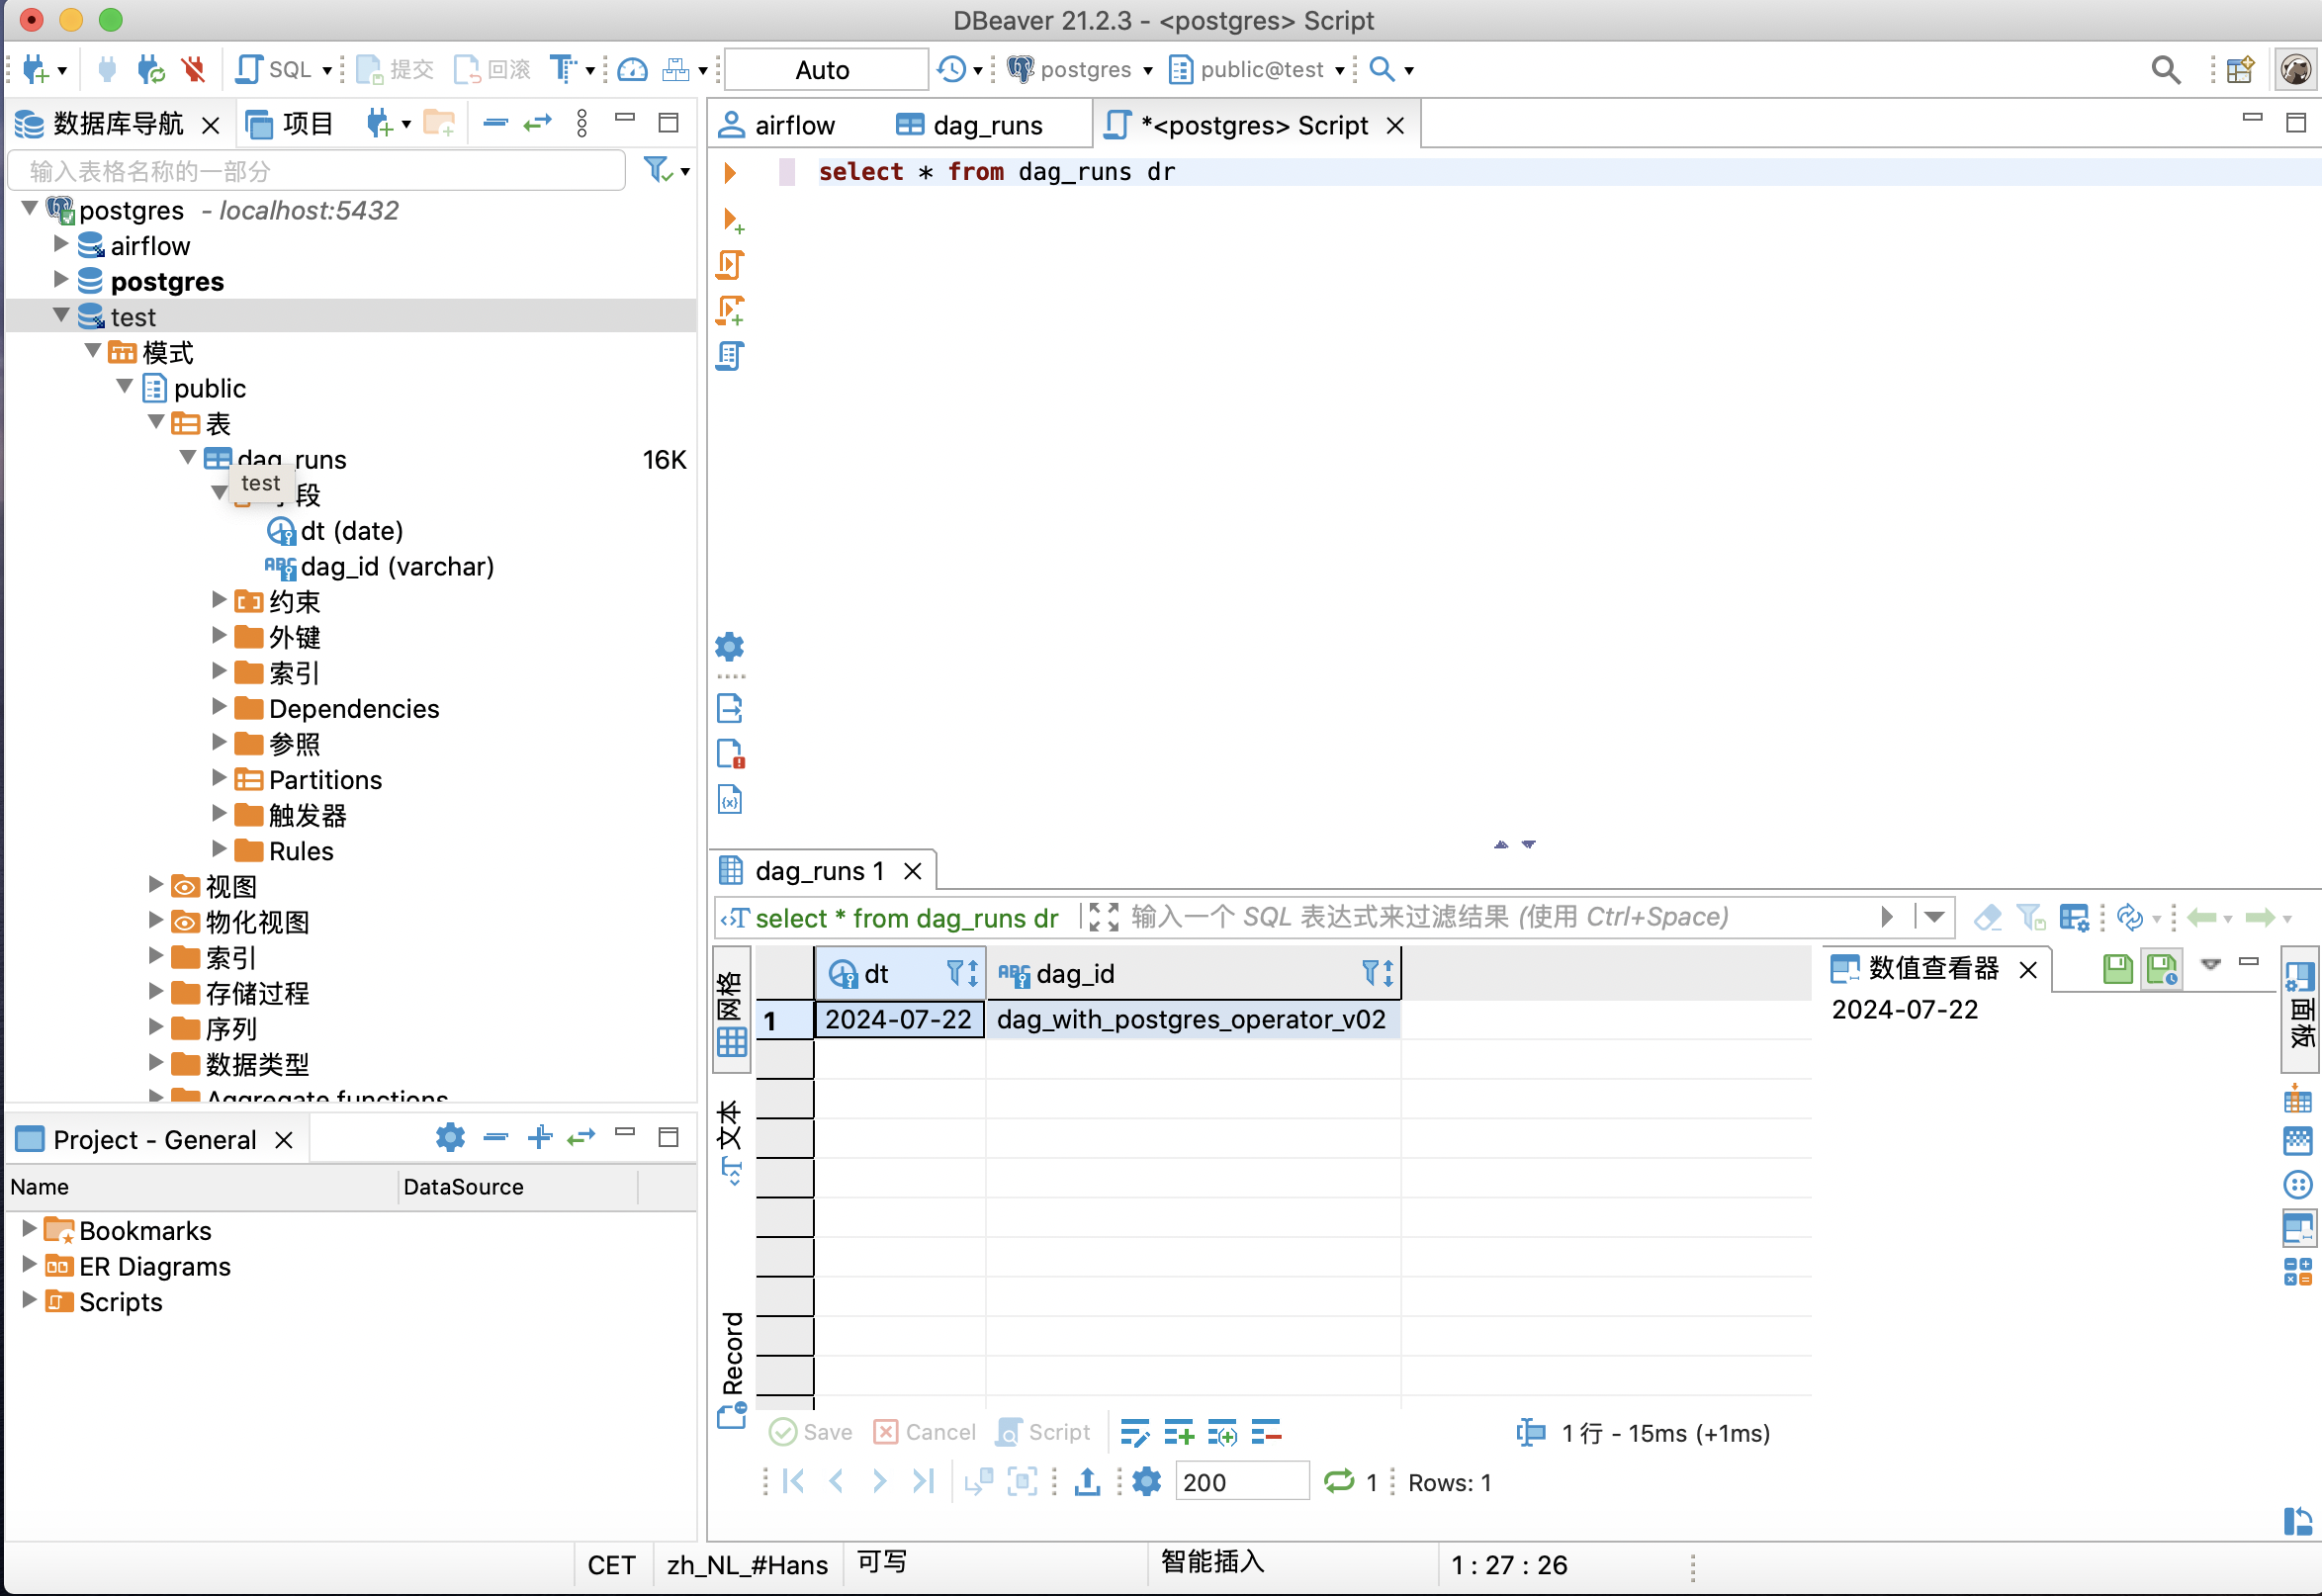 DBeaver 21.2.3 - <postgres> Script
SQL
提交
回滚
Auto
postgres
public@test
数据库导航
项目
输入表格名称的一部分
postgres - localhost:5432
airflow
postgres
test
模式
public
表
dag_runs 16K
test
段
dt (date)
dag_id (varchar)
约束
外键
索引
Dependencies
参照
Partitions
触发器
Rules
视图
物化视图
索引
存储过程
序列
数据类型
Aggregate functions
Project - General
Name DataSource
Bookmarks
ER Diagrams
Scripts
airflow
dag_runs
*<postgres> Script
select * from dag_runs dr
dag_runs 1
select * from dag_runs dr
输入一个 SQL 表达式来过滤结果 (使用 Ctrl+Space)
网格
文本
Record
dt dag_id
1 2024-07-22 dag_with_postgres_operator_v02
数值查看器
2024-07-22
面板
Save Cancel Script
1 行 - 15ms (+1ms)
200 1 Rows: 1
CET zh_NL_#Hans 可写 智能插入 1 : 27 : 26